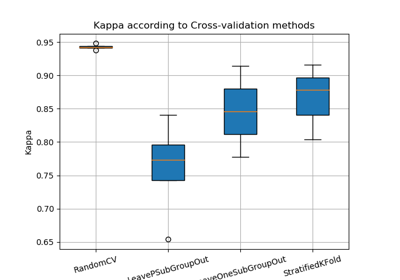 Kappa according to Cross-validation methods
0.95
0.90
0.85
0.80
0.75
0.70
0.65
Kappa
RandomCV
StratifiedKFold